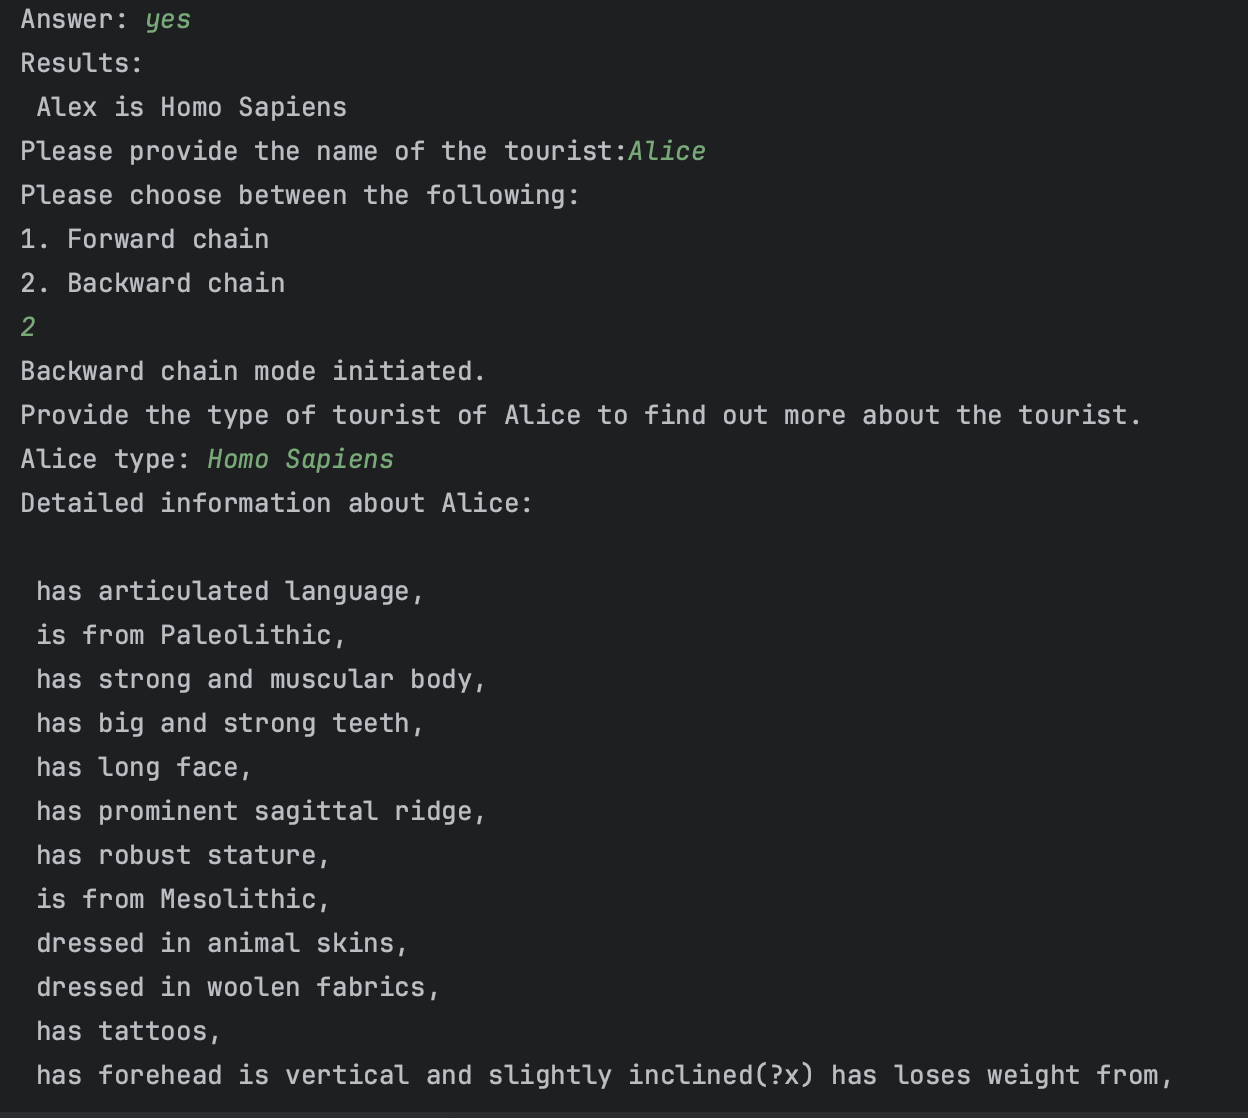 Answer: yes
Results:
Alex is Homo Sapiens
Please provide the name of the tourist:Alice
Please choose between the following:
1. Forward chain
2. Backward chain
2
Backward chain mode initiated.
Provide the type of tourist of Alice to find out more about the tourist.
Alice type: Homo Sapiens
Detailed information about Alice:
has articulated language,
is from Paleolithic,
has strong and muscular body,
has big and strong teeth,
has long face,
has prominent sagittal ridge,
has robust stature,
is from Mesolithic,
dressed in animal skins,
dressed in woolen fabrics,
has tattoos,
has forehead is vertical and slightly inclined(?x) has loses weight from,